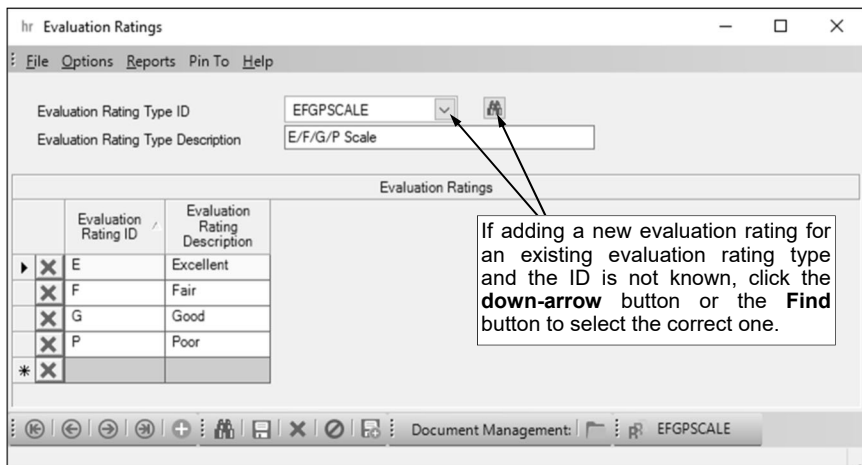 hr Evaluation Ratings
File Options Reports Pin To Help
Evaluation Rating Type ID EFGPSCALE
Evaluation Rating Type Description E/F/G/P Scale
Evaluation Ratings
Evaluation
Rating ID
Evaluation
Rating
Description
E Excellent
F Fair
G Good
P Poor
If adding a new evaluation rating for
an existing evaluation rating type
and the ID is not known, click the
down-arrow button or the Find
button to select the correct one.
Document Management: EFGPSCALE